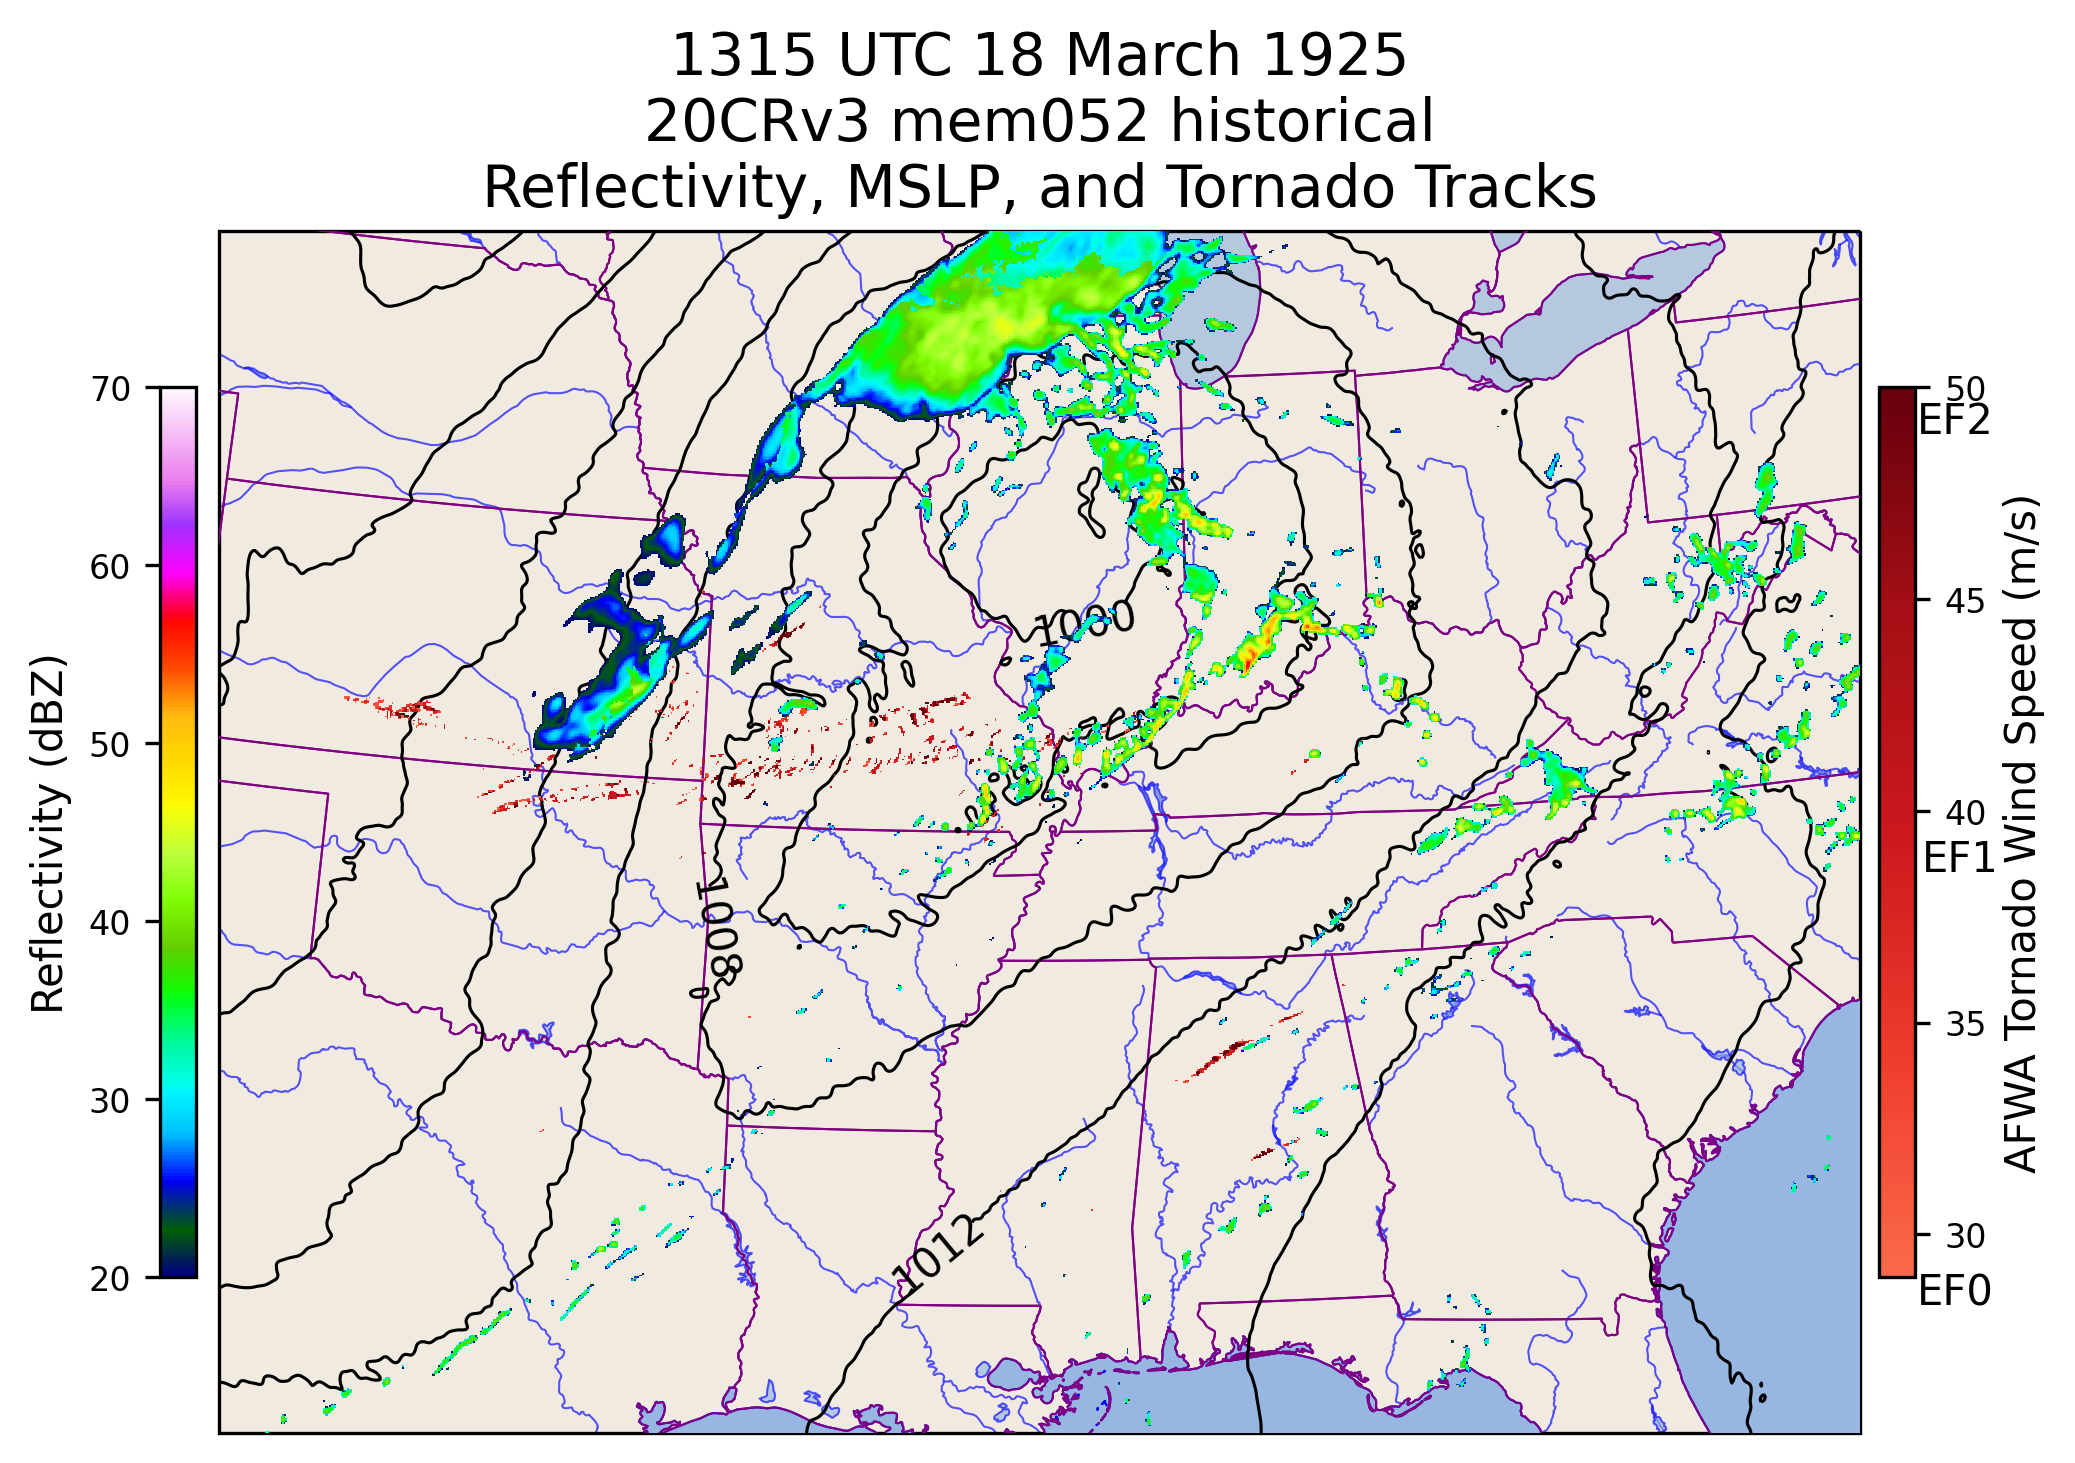 1315 UTC 18 March 1925
20CRv3 mem052 historical
Reflectivity, MSLP, and Tornado Tracks
70
60
50
40
30
20
Reflectivity (dBZ)
1000
1008
1012
50
EF2
45
40
EF1
35
30
EF0
AFWA Tornado Wind Speed (m/s)